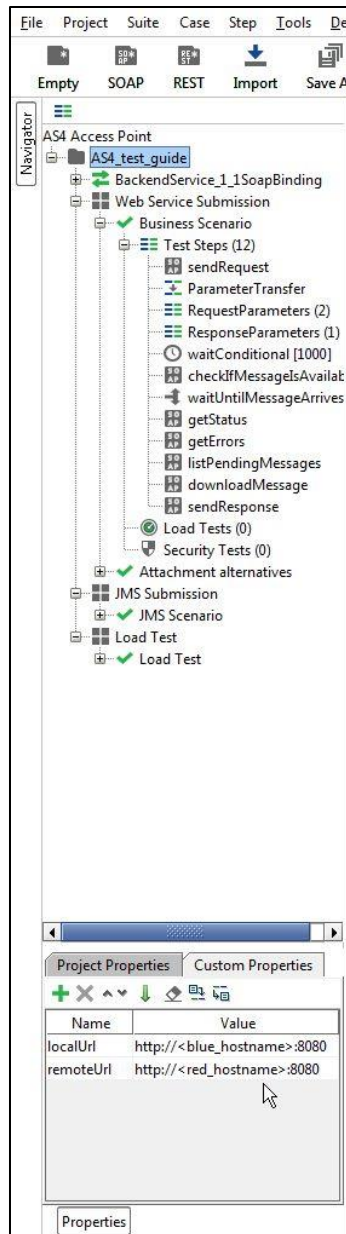 File Project Suite Case Step Tools De
Empty SOAP REST Import Save A
Navigator
AS4 Access Point
AS4_test_guide
BackendService_1_1SoapBinding
Web Service Submission
Business Scenario
Test Steps (12)
sendRequest
ParameterTransfer
RequestParameters (2)
ResponseParameters (1)
waitConditional [1000]
checkIfMessageIsAvailab
waitUntilMessageArrives
getStatus
getErrors
listPendingMessages
downloadMessage
sendResponse
Load Tests (0)
Security Tests (0)
Attachment alternatives
JMS Submission
JMS Scenario
Load Test
Load Test
Project Properties Custom Properties
Name Value
localUrl http://<blue_hostname>:8080
remoteUrl http://<red_hostname>:8080
Properties